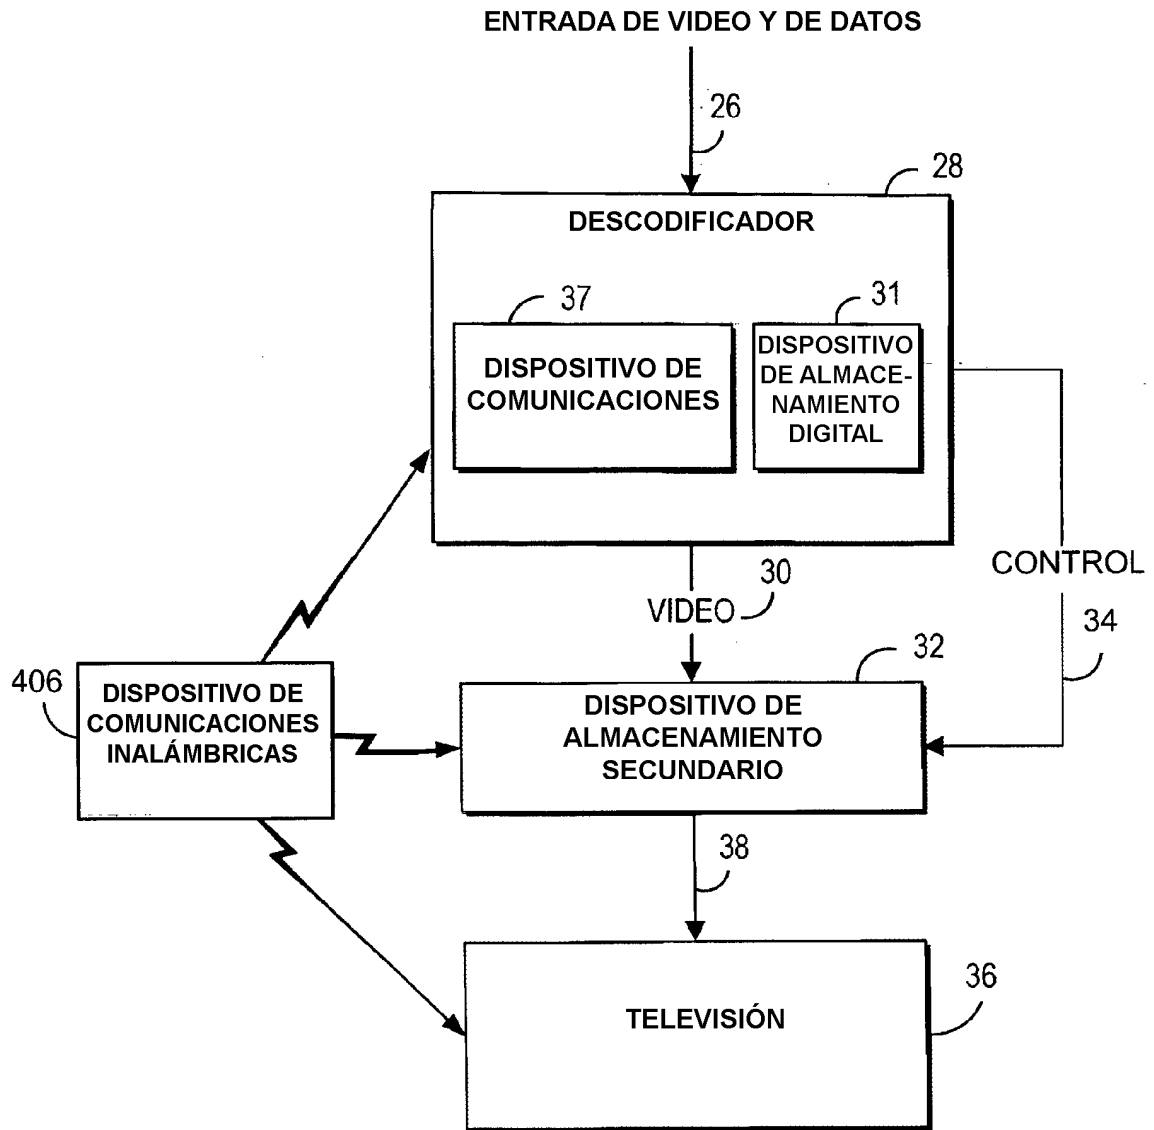 ENTRADA DE VIDEO Y DE DATOS
26
28
DESCODIFICADOR
37
31
DISPOSITIVO DE
COMUNICACIONES
DISPOSITIVO
DE ALMACE-
NAMIENTO
DIGITAL
CONTROL
30
VIDEO
34
32
406
DISPOSITIVO DE
COMUNICACIONES
INALÁMBRICAS
DISPOSITIVO DE
ALMACENAMIENTO
SECUNDARIO
38
36
TELEVISIÓN